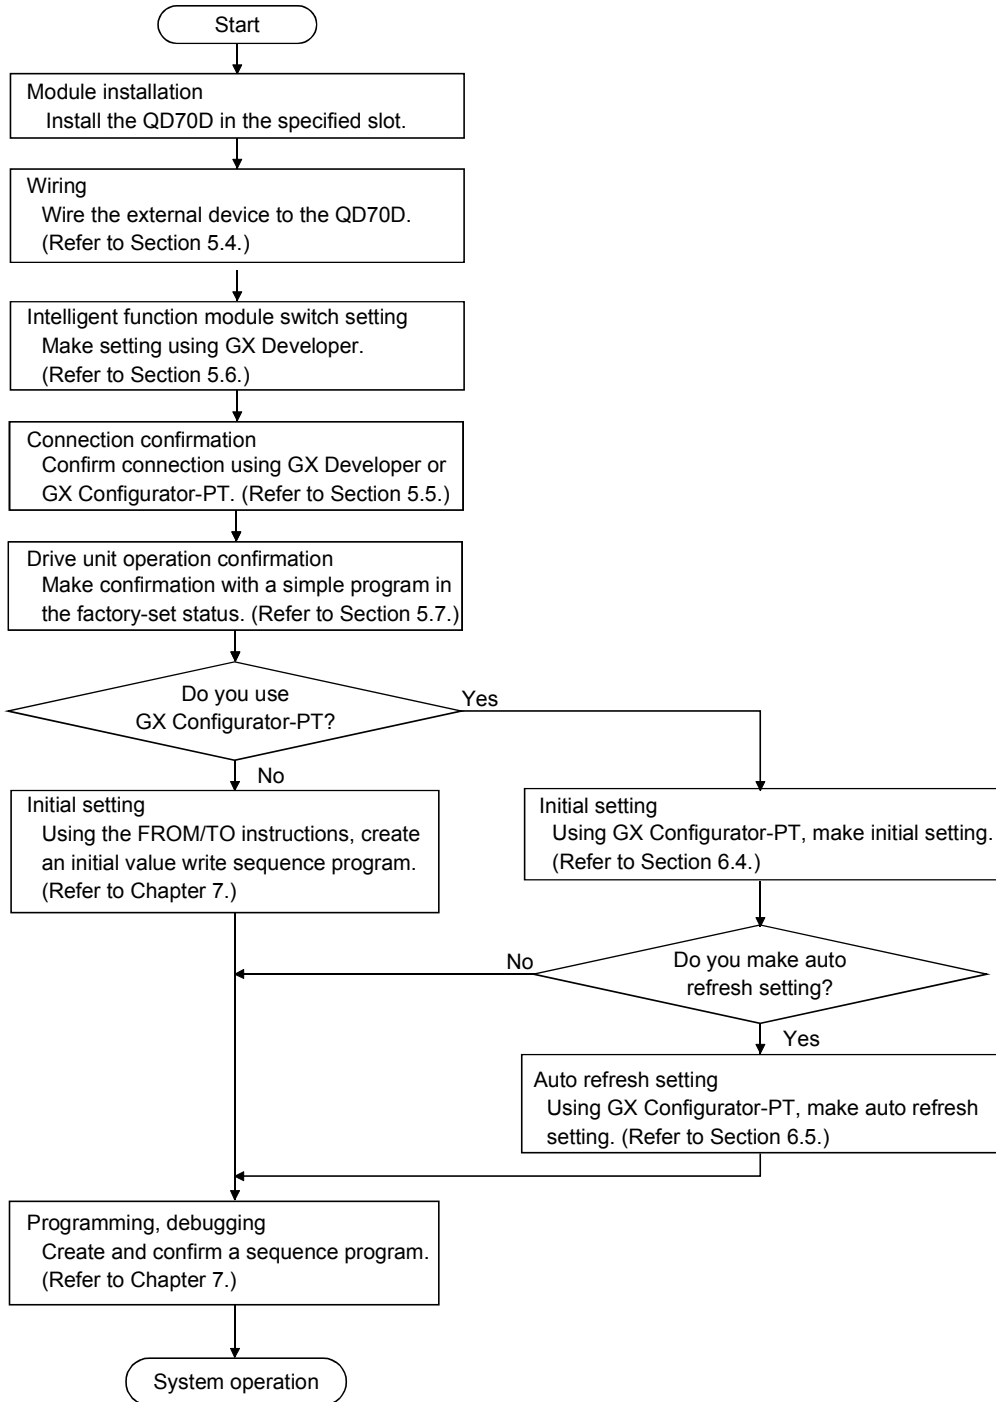 Start
Module installation
Install the QD70D in the specified slot.
Wiring
Wire the external device to the QD70D.
(Refer to Section 5.4.)
Intelligent function module switch setting
Make setting using GX Developer.
(Refer to Section 5.6.)
Connection confirmation
Confirm connection using GX Developer or
GX Configurator-PT. (Refer to Section 5.5.)
Drive unit operation confirmation
Make confirmation with a simple program in
the factory-set status. (Refer to Section 5.7.)
Do you use
GX Configurator-PT?
Yes
No
Initial setting
Using the FROM/TO instructions, create
an initial value write sequence program.
(Refer to Chapter 7.)
Initial setting
Using GX Configurator-PT, make initial setting.
(Refer to Section 6.4.)
Do you make auto
refresh setting?
No
Yes
Auto refresh setting
Using GX Configurator-PT, make auto refresh
setting. (Refer to Section 6.5.)
Programming, debugging
Create and confirm a sequence program.
(Refer to Chapter 7.)
System operation